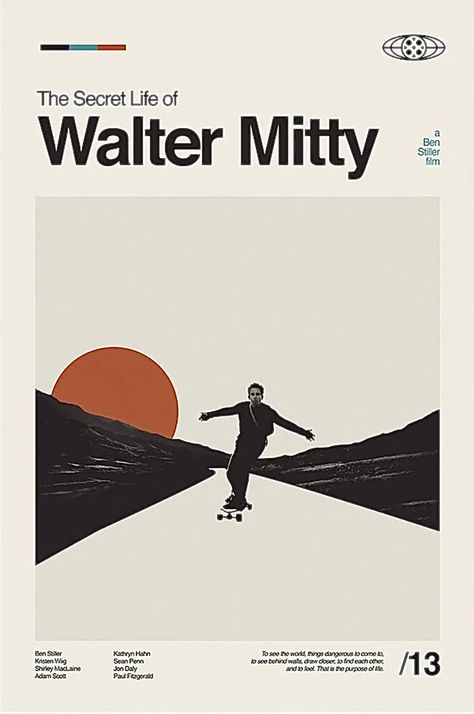 The Secret Life of
Walter Mitty
a
Ben
Stiller
film
Ben Stiller
Kristen Wiig
Shirley MacLaine
Adam Scott
Kathryn Hahn
Sean Penn
Jon Daly
Paul Fitzgerald
To see the world, things dangerous to come to,
to see behind walls, draw closer, to find each other,
and to feel. That is the purpose of life.
/13